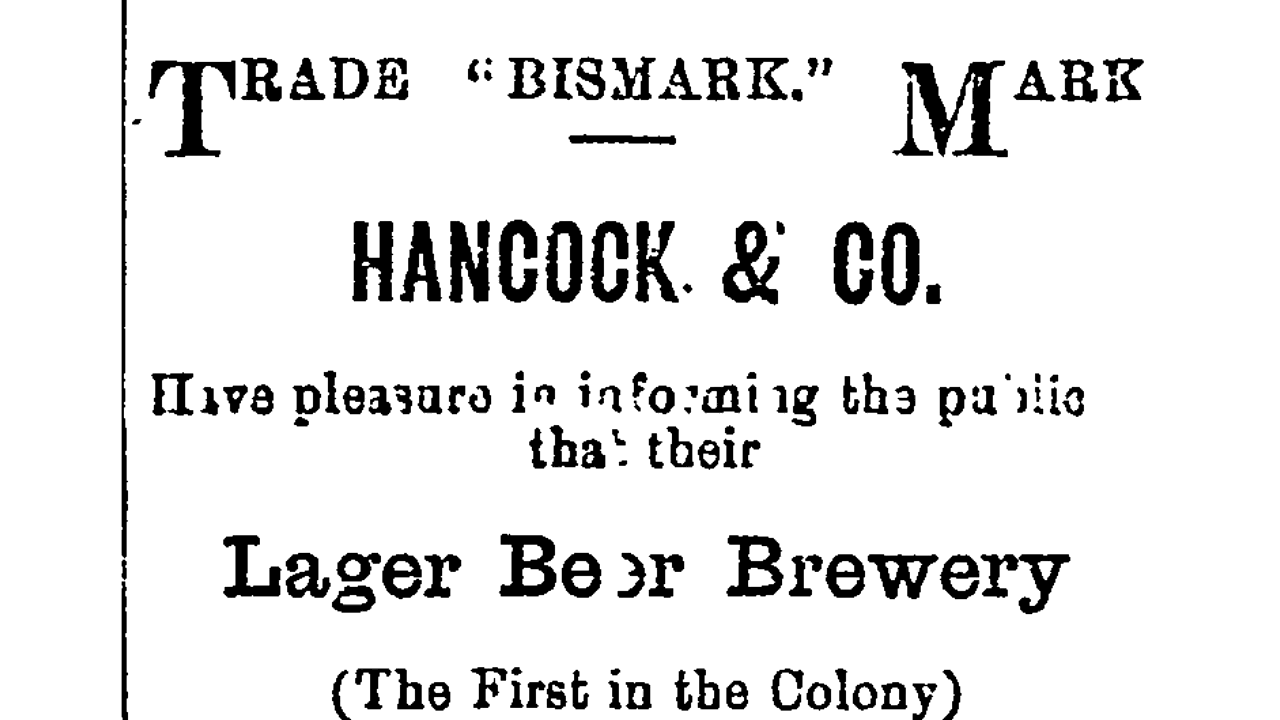 TRADE "BISMARK." MARK
HANCOCK & CO.
Have pleasure in informing the public
that their
Lager Beer Brewery
(The First in the Colony)